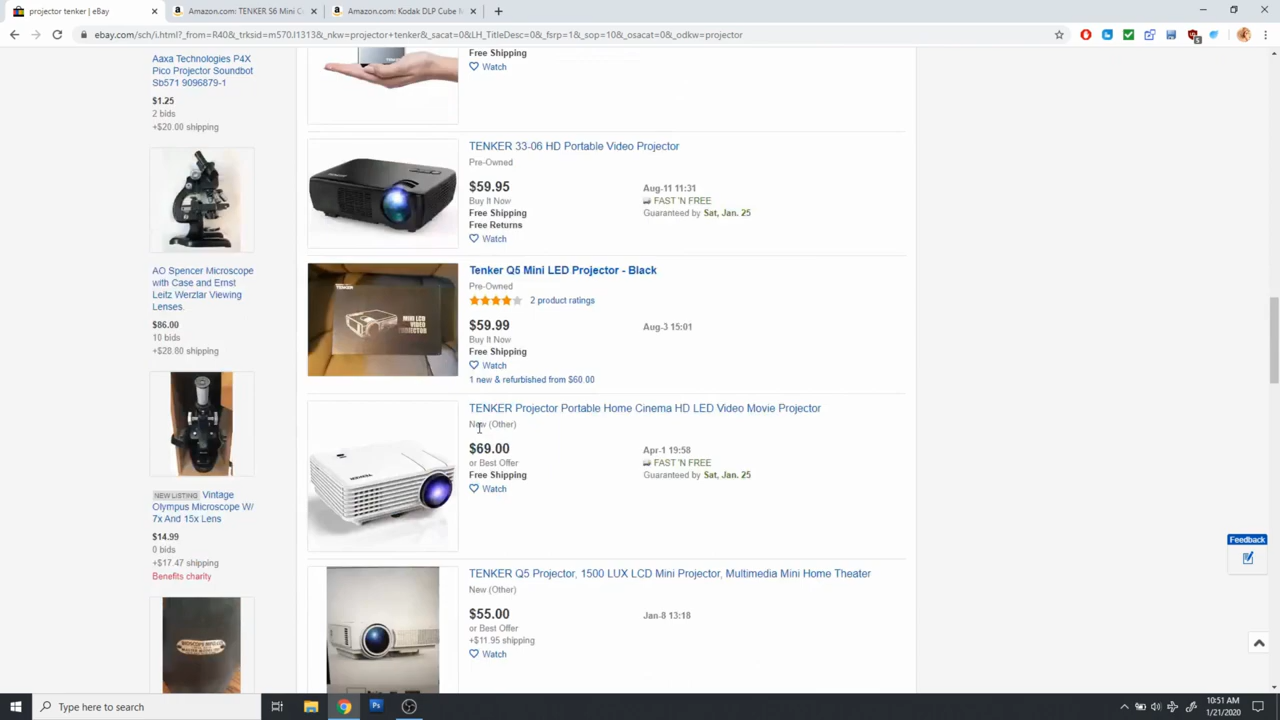 projector tenker | eBay
Amazon.com: TENKER S6 Mini C
Amazon.com: Kodak DLP Cube M
ebay.com/sch/i.html?_from=R40&_trksid=m570.l1313&_nkw=projector+tenker&_sacat=0&LH_TitleDesc=0&_fsrp=1&_sop=10&_osacat=0&_odkw=projector
Aaxa Technologies P4X
Pico Projector Soundbot
Sb571 9096879-1
$1.25
2 bids
+$20.00 shipping
AO Spencer Microscope
with Case and Ernst
Leitz Werzlar Viewing
Lenses.
$86.00
10 bids
+$28.80 shipping
NEW LISTING Vintage
Olympus Microscope W/
7x And 15x Lens
$14.99
0 bids
+$17.47 shipping
Benefits charity
Free Shipping
Watch
TENKER 33-06 HD Portable Video Projector
Pre-Owned
$59.95
Buy It Now
Free Shipping
Free Returns
Watch
Aug-11 11:31
FAST 'N FREE
Guaranteed by Sat, Jan. 25
TENKER
MINI LCD
VIDEO
PROJECTOR
Tenker Q5 Mini LED Projector - Black
Pre-Owned
2 product ratings
$59.99
Buy It Now
Free Shipping
Watch
1 new & refurbished from $60.00
Aug-3 15:01
TENKER Projector Portable Home Cinema HD LED Video Movie Projector
New (Other)
$69.00
or Best Offer
Free Shipping
Watch
Apr-1 19:58
FAST 'N FREE
Guaranteed by Sat, Jan. 25
TENKER Q5 Projector, 1500 LUX LCD Mini Projector, Multimedia Mini Home Theater
New (Other)
$55.00
or Best Offer
+$11.95 shipping
Watch
Jan-8 13:18
Feedback
Type here to search
10:51 AM
1/21/2020